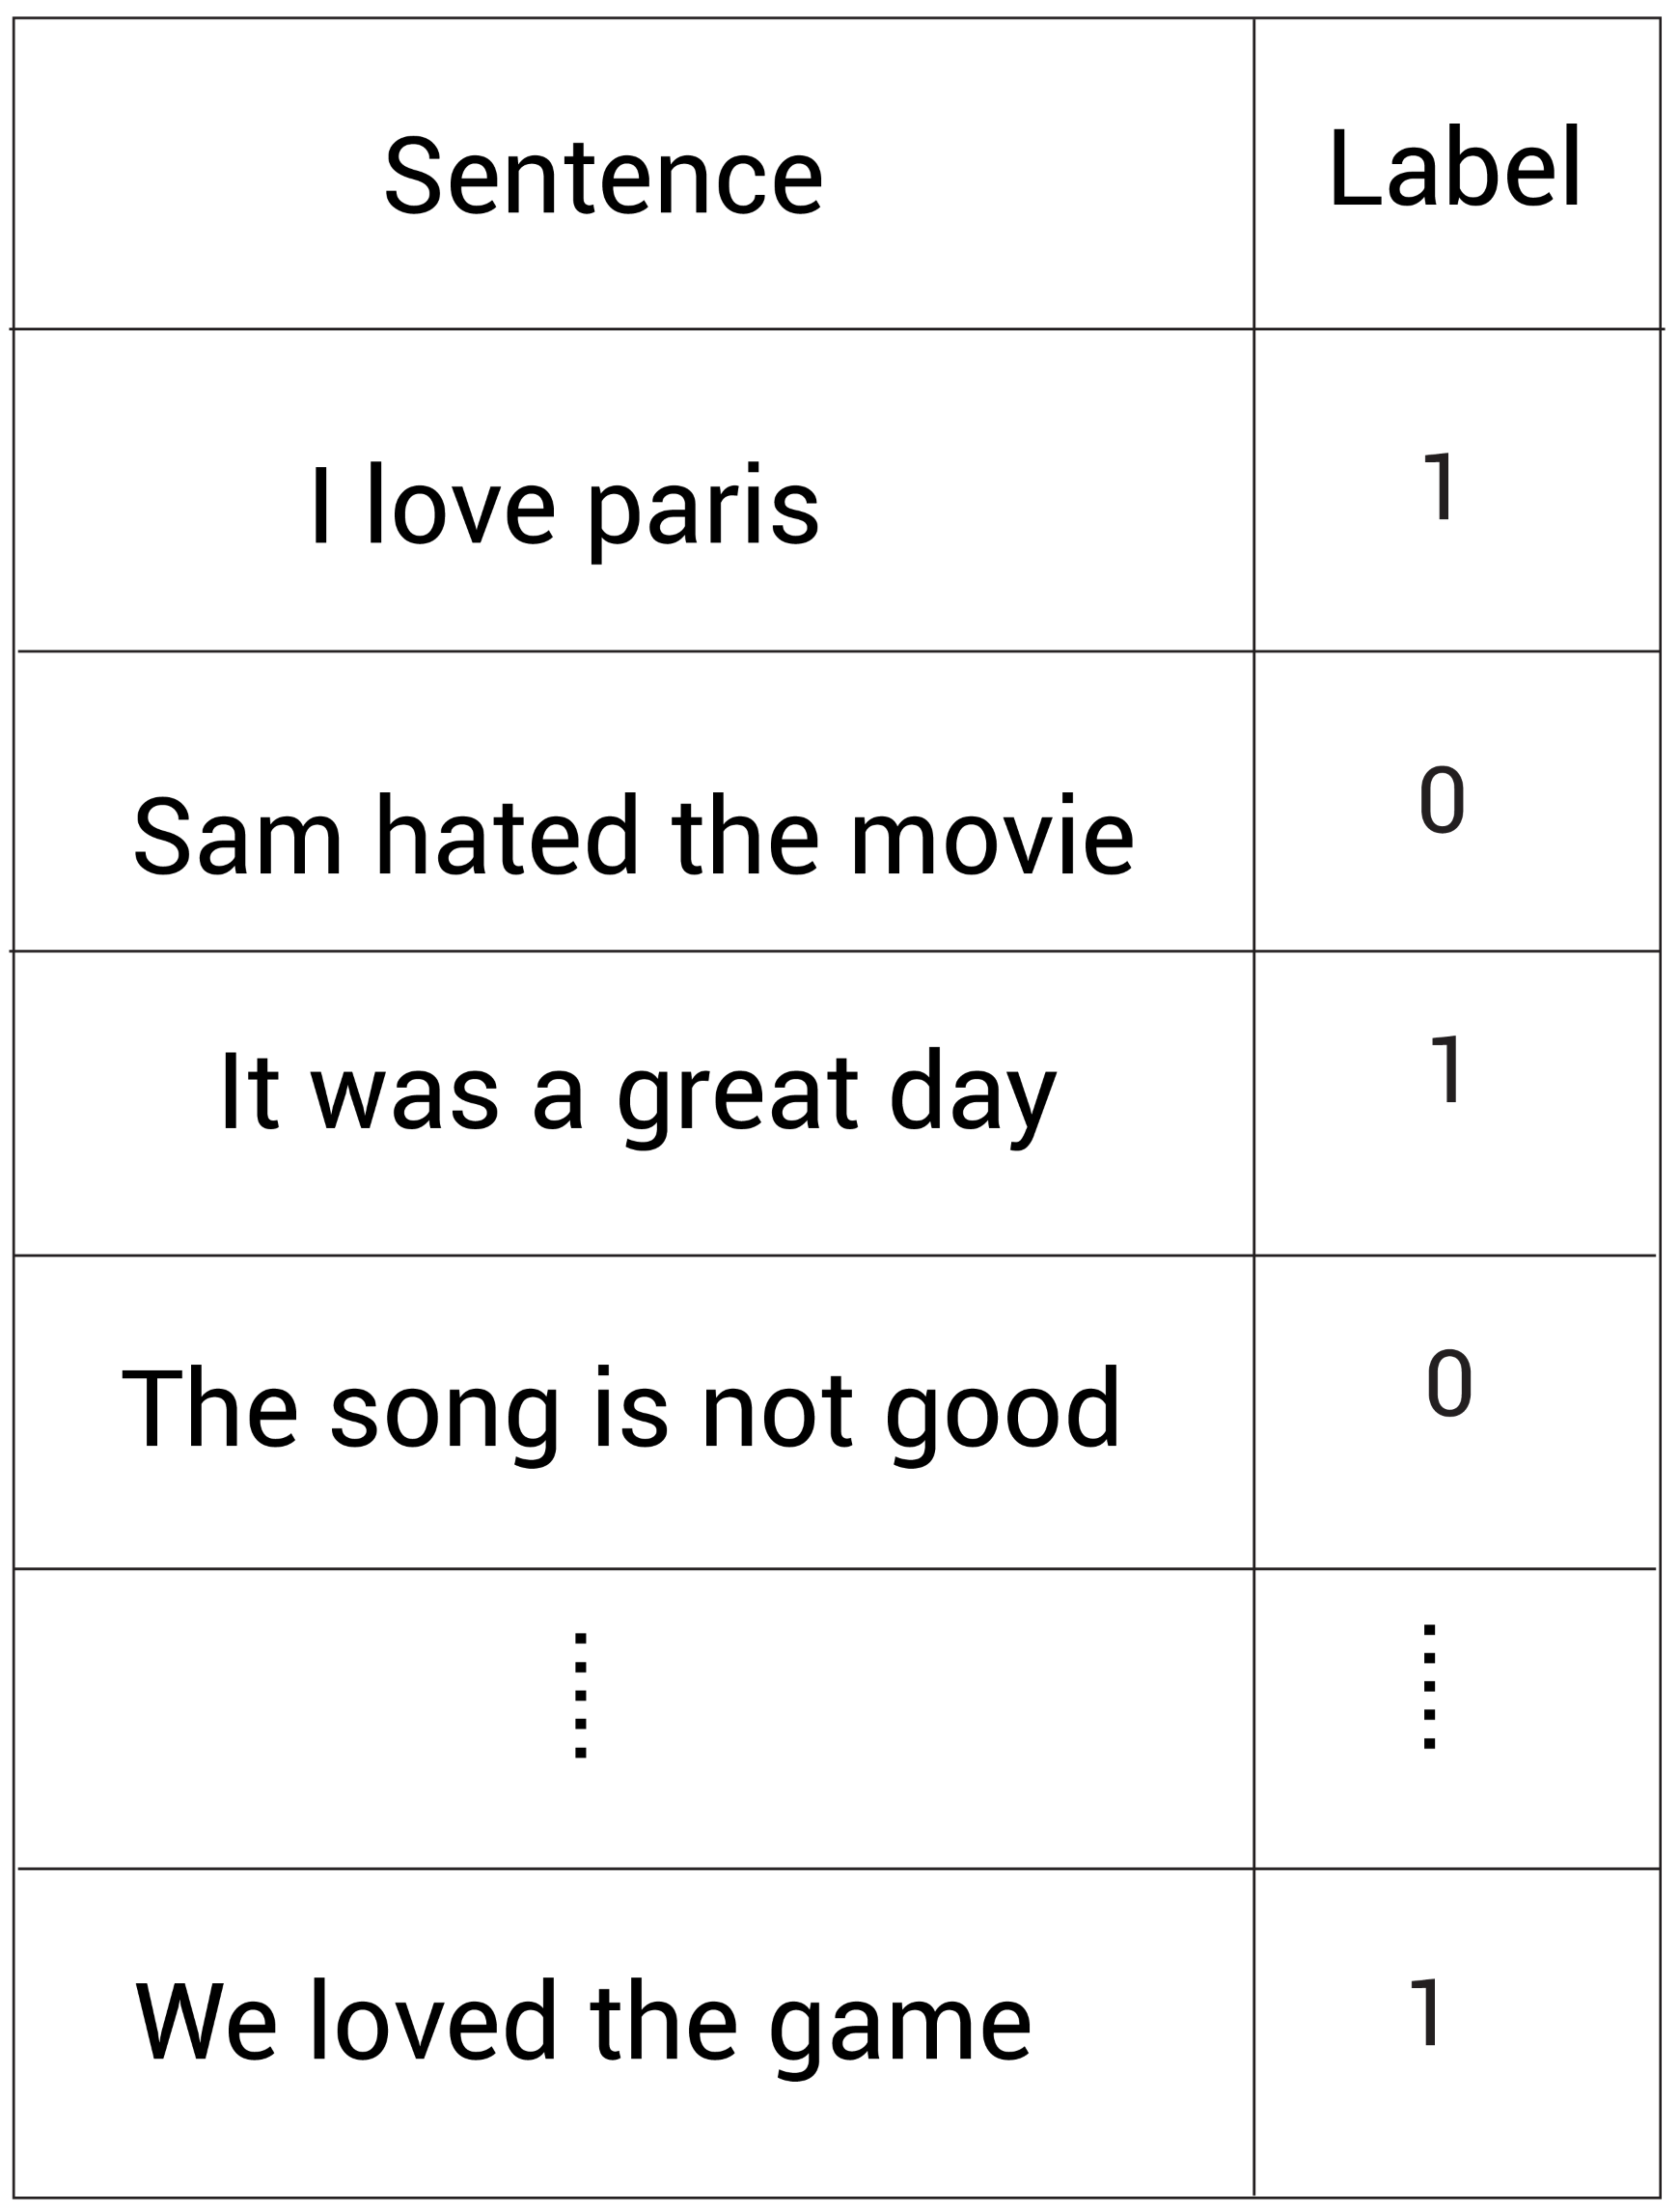 Sentence Label
I love paris 1
Sam hated the movie 0
It was a great day 1
The song is not good 0
We loved the game 1